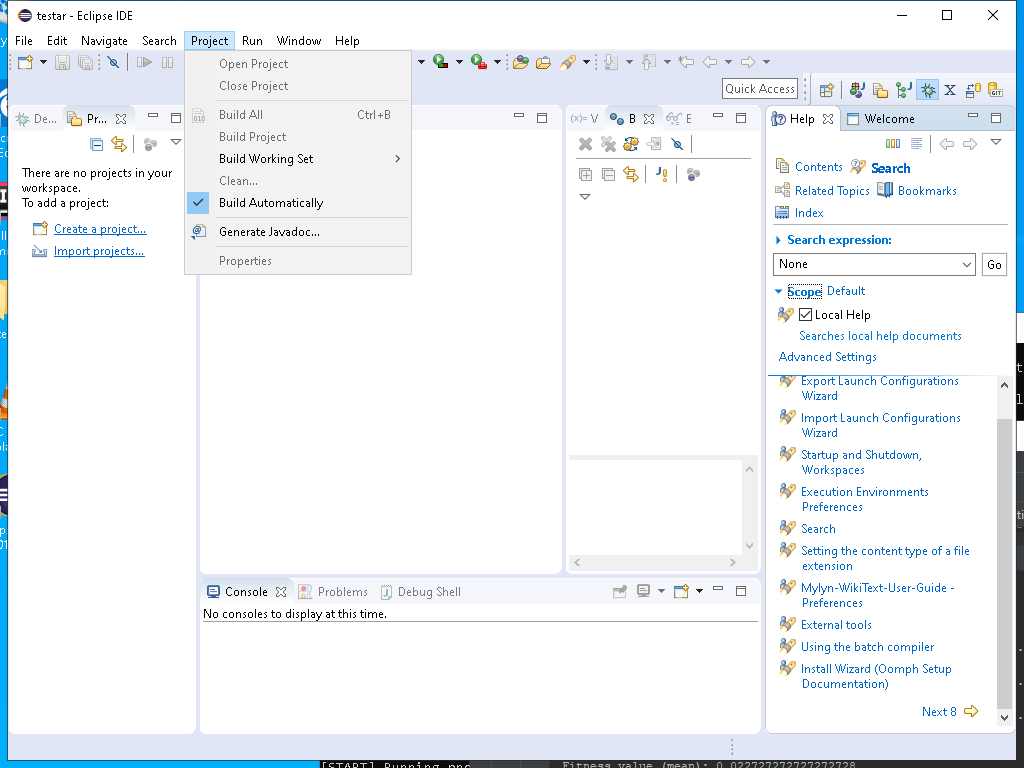 testar - Eclipse IDE
File Edit Navigate Search Project Run Window Help
Quick Access
De...
Pr...
There are no projects in your
workspace.
To add a project:
Create a project...
Import projects...
Open Project
Close Project
Build All Ctrl+B
Build Project
Build Working Set
Clean...
Build Automatically
Generate Javadoc...
Properties
(x)= V
B
E
Help
Welcome
Contents
Search
Related Topics
Bookmarks
Index
Search expression:
None
Go
Scope Default
Local Help
Searches local help documents
Advanced Settings
Export Launch Configurations
Wizard
Import Launch Configurations
Wizard
Startup and Shutdown,
Workspaces
Execution Environments
Preferences
Search
Setting the content type of a file
extension
Mylyn-WikiText-User-Guide -
Preferences
External tools
Using the batch compiler
Install Wizard (Oomph Setup
Documentation)
Next 8
Console
Problems
Debug Shell
No consoles to display at this time.
[START] Running
Fitness value (mean): 0.022727272727272728